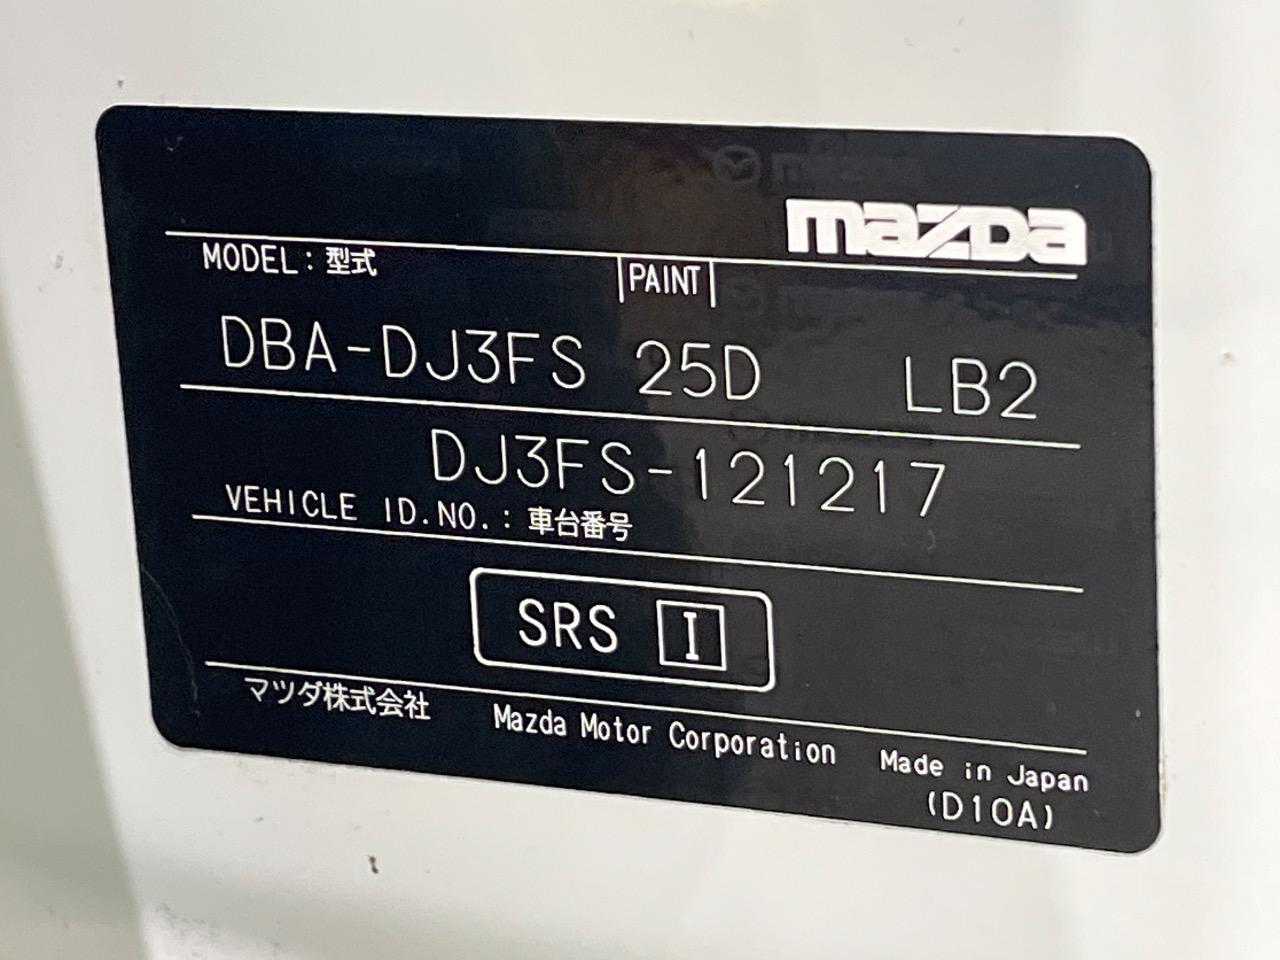 mazda
MODEL: 型式 PAINT
DBA-DJ3FS 25D LB2
DJ3FS-121217
VEHICLE ID.NO.: 車台番号
SRS I
マツダ株式会社 Mazda Motor Corporation Made in Japan
(D10A)